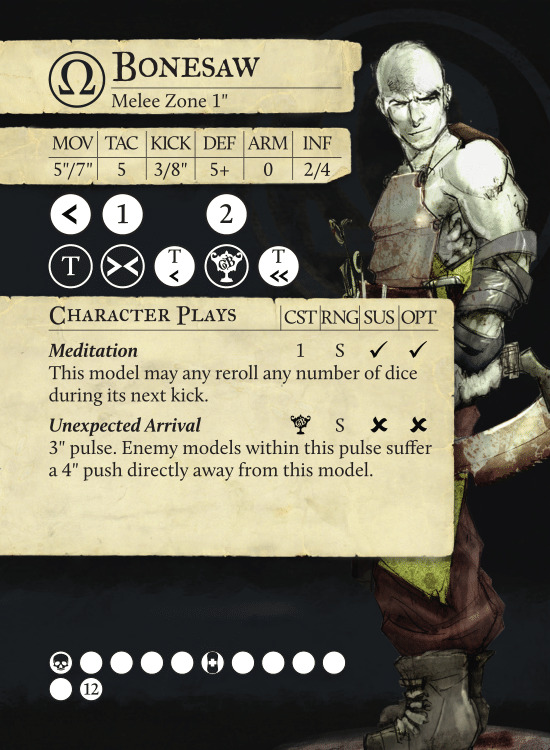 Ω BONESAW
Melee Zone 1"
MOV TAC KICK DEF ARM INF
5"/7" 5 3/8" 5+ 0 2/4
< 1 2
T >< T < GB T <<
CHARACTER PLAYS CST RNG SUS OPT
Meditation 1 S ✓ ✓
This model may any reroll any number of dice
during its next kick.
Unexpected Arrival S ✘ ✘
3" pulse. Enemy models within this pulse suffer
a 4" push directly away from this model.
12